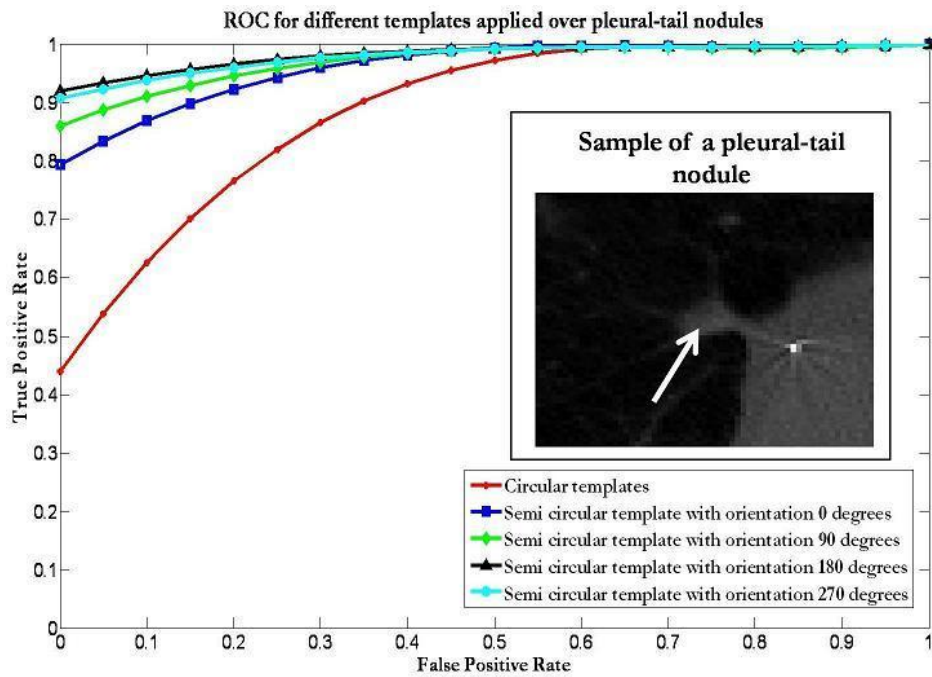 ROC for different templates applied over pleural-tail nodules
1
0.9
0.8
0.7
0.6
0.5
0.4
0.3
0.2
0.1
0
True Positive Rate
Sample of a pleural-tail
nodule
Circular templates
Semi circular template with orientation 0 degrees
Semi circular template with orientation 90 degrees
Semi circular template with orientation 180 degrees
Semi circular template with orientation 270 degrees
0 0.1 0.2 0.3 0.4 0.5 0.6 0.7 0.8 0.9 1
False Positive Rate